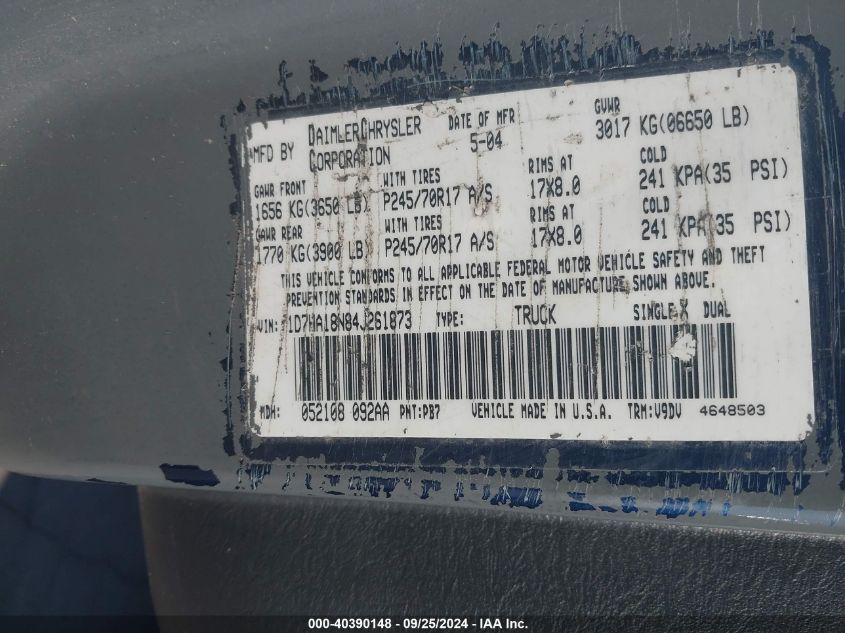 MFD BY DAIMLERCHRYSLER CORPORATION DATE OF MFR 5-04 GVWR 3017 KG(06650 LB)
GAWR FRONT WITH TIRES RIMS AT COLD
1656 KG(3650 LB) P245/70R17 A/S 17X8.0 241 KPA(35 PSI)
GAWR REAR WITH TIRES RIMS AT COLD
1770 KG(3900 LB) P245/70R17 A/S 17X8.0 241 KPA(35 PSI)
THIS VEHICLE CONFORMS TO ALL APPLICABLE FEDERAL MOTOR VEHICLE SAFETY AND THEFT
PREVENTION STANDARDS IN EFFECT ON THE DATE OF MANUFACTURE SHOWN ABOVE.
VIN: 1D7HA18N84J261873 TYPE: TRUCK SINGLE X DUAL
MDH: 052108 092AA PNT:PB7 VEHICLE MADE IN U.S.A. TRM:V9DV 4648503
000-40390148 - 09/25/2024 - IAA Inc.